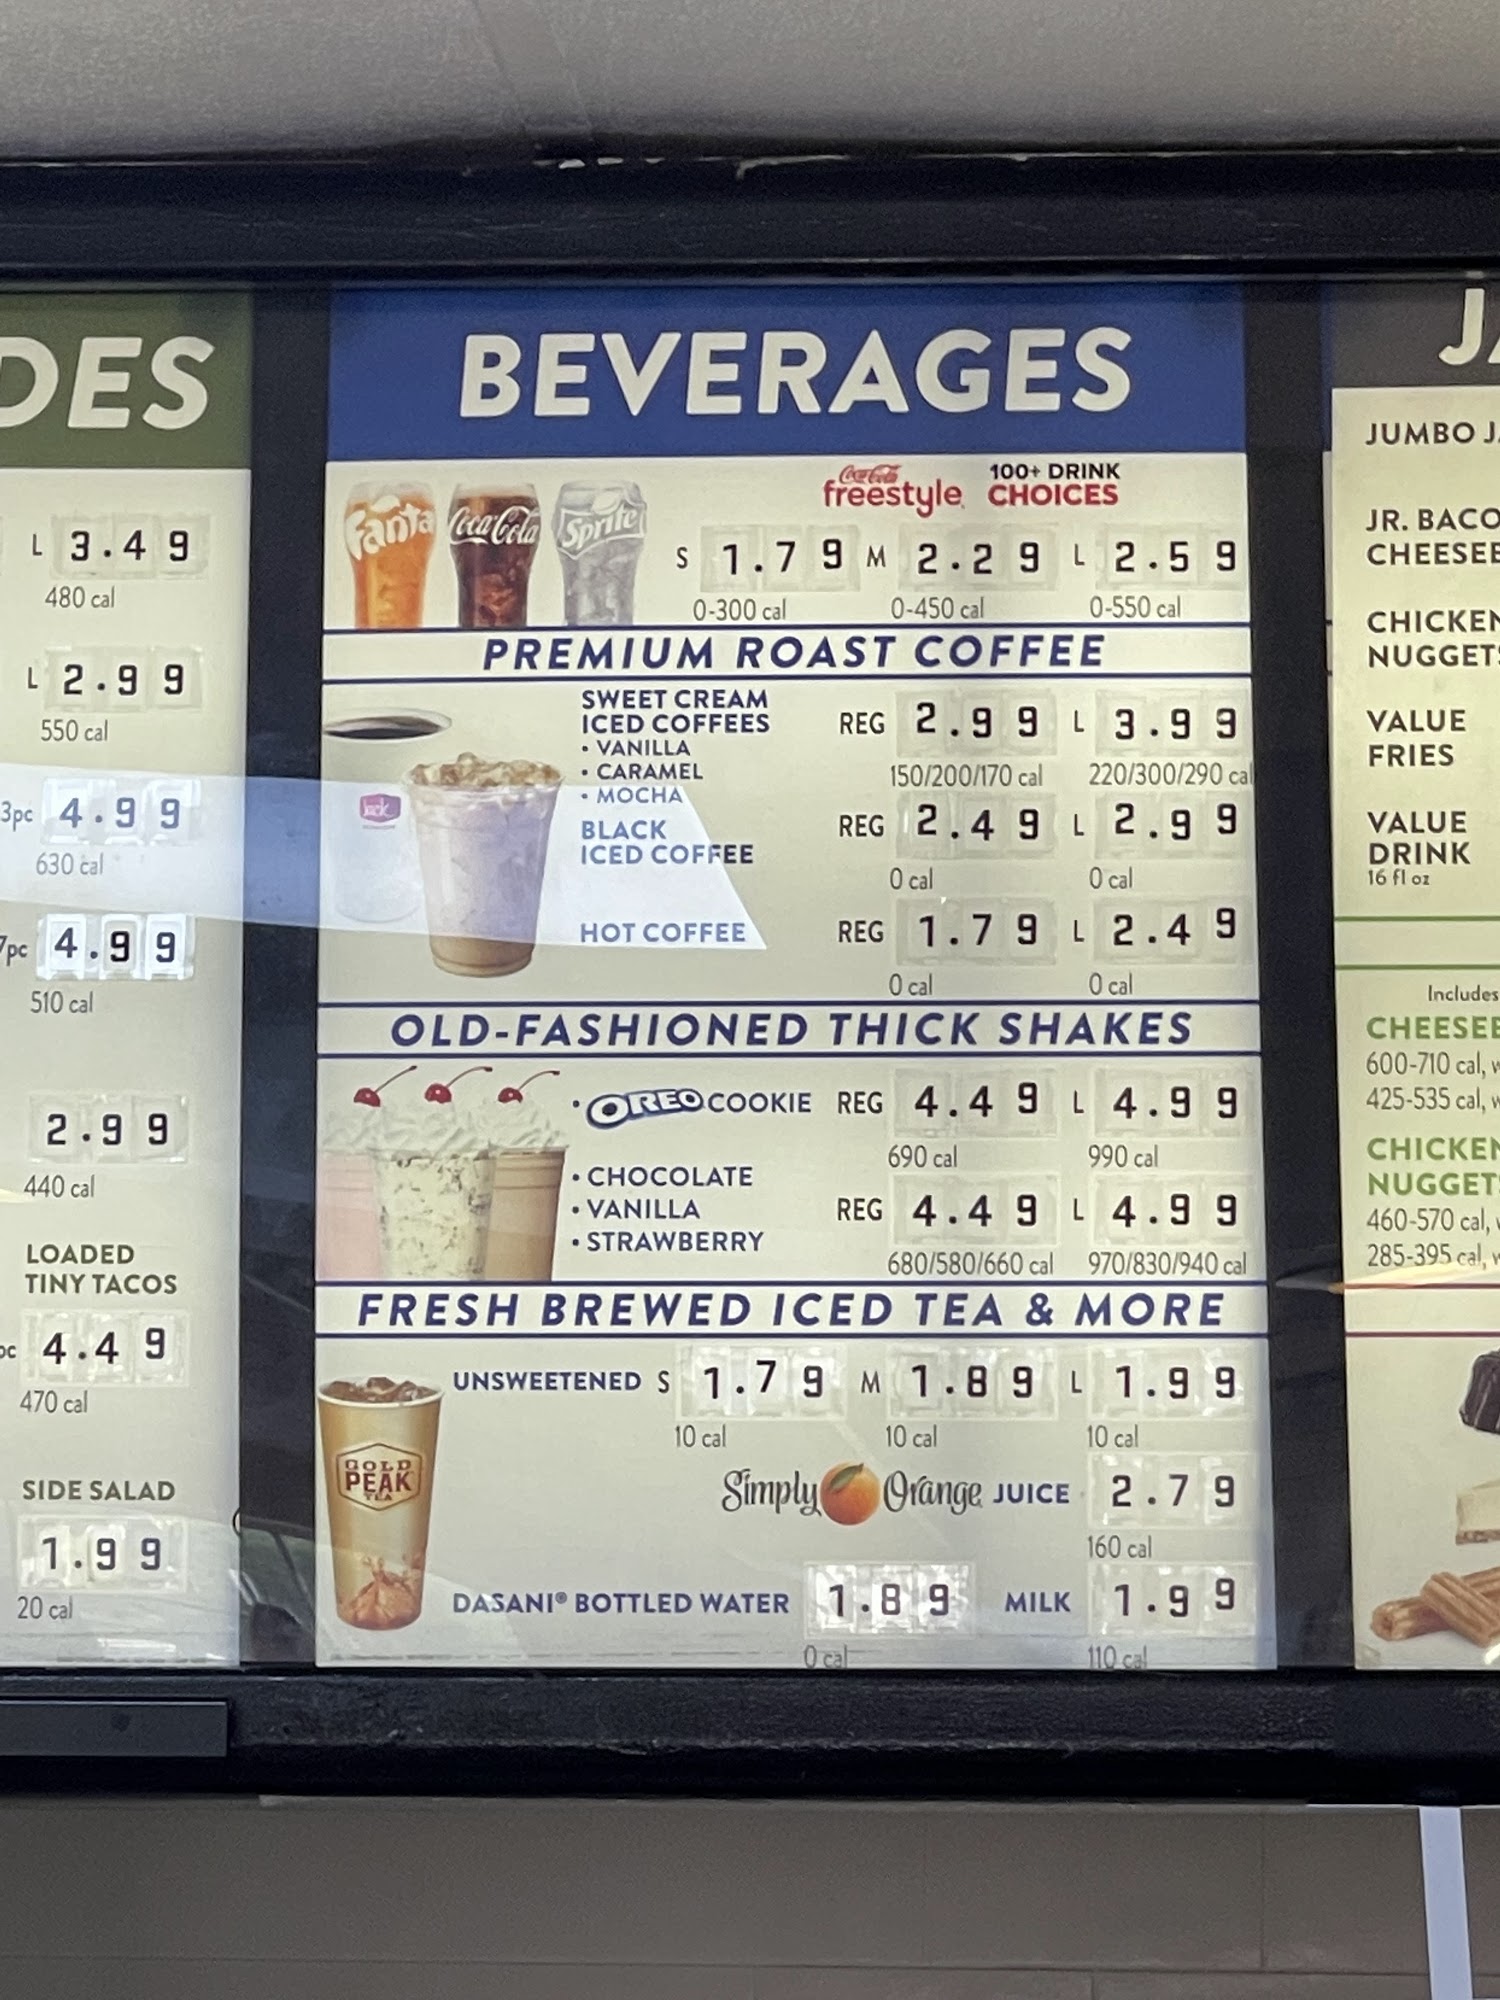 DES
L 3.49
480 cal
L 2.99
550 cal
3pc 4.99
630 cal
7pc 4.99
510 cal
2.99
440 cal
LOADED
TINY TACOS
pc 4.49
470 cal
SIDE SALAD
1.99
20 cal
BEVERAGES
Fanta Coca-Cola Sprite
Coca-Cola freestyle 100+ DRINK
CHOICES
S 1.79 M 2.29 L 2.59
0-300 cal 0-450 cal 0-550 cal
PREMIUM ROAST COFFEE
SWEET CREAM
ICED COFFEES REG 2.99 L 3.99
• VANILLA
• CARAMEL 150/200/170 cal 220/300/290 cal
• MOCHA
Jack
BLACK
ICED COFFEE REG 2.49 L 2.99
0 cal 0 cal
HOT COFFEE REG 1.79 L 2.49
0 cal 0 cal
OLD-FASHIONED THICK SHAKES
• OREO COOKIE REG 4.49 L 4.99
690 cal 990 cal
• CHOCOLATE
• VANILLA REG 4.49 L 4.99
• STRAWBERRY
680/580/660 cal 970/830/940 cal
FRESH BREWED ICED TEA & MORE
UNSWEETENED S 1.79 M 1.89 L 1.99
10 cal 10 cal 10 cal
GOLD
PEAK
TEA
Simply Orange JUICE 2.79
160 cal
DASANI® BOTTLED WATER 1.89 MILK 1.99
0 cal 110 cal
JA
JUMBO JA
JR. BACO
CHEESEB
CHICKEN
NUGGETS
VALUE
FRIES
VALUE
DRINK
16 fl oz
Includes
CHEESEB
600-710 cal, w
425-535 cal, w
CHICKEN
NUGGETS
460-570 cal, w
285-395 cal, w